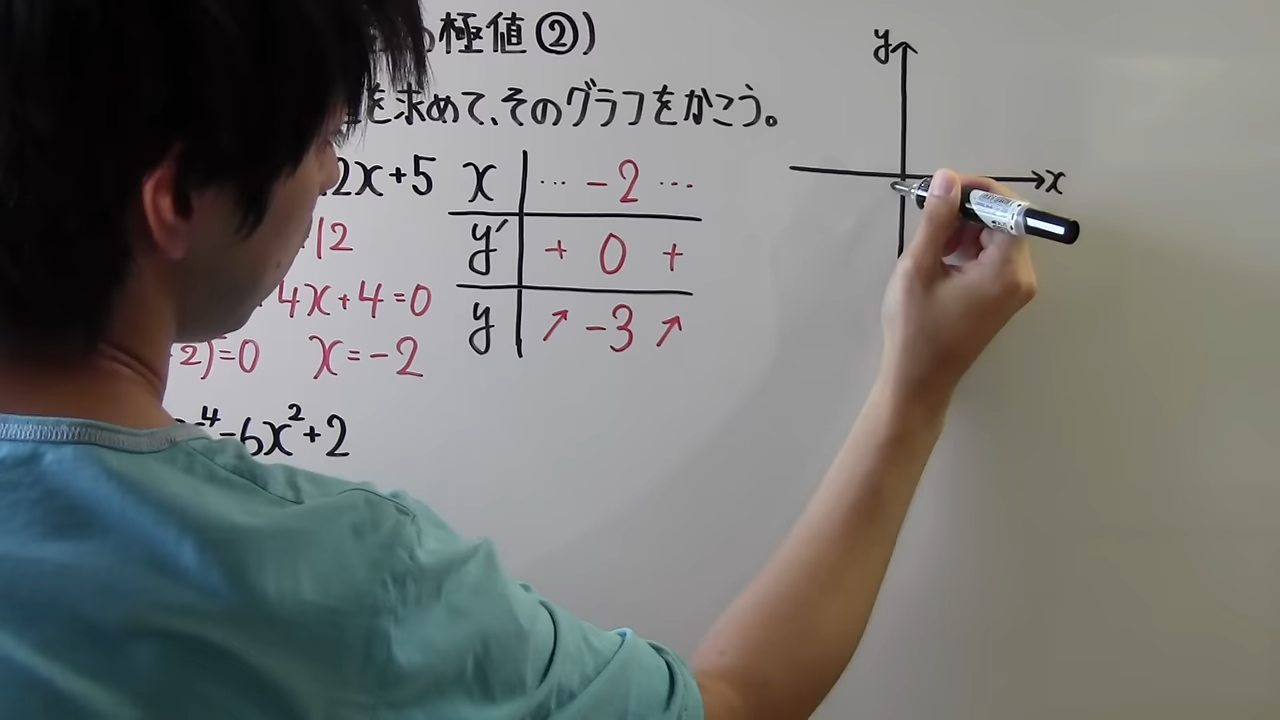 極値②)
を求めて、そのグラフをかこう。
2x+5
12
4x+4=0
2)=0 x=-2
x ... -2 ...
y' + 0 +
y ↗ -3 ↗
⁴-6x²+2
y
x